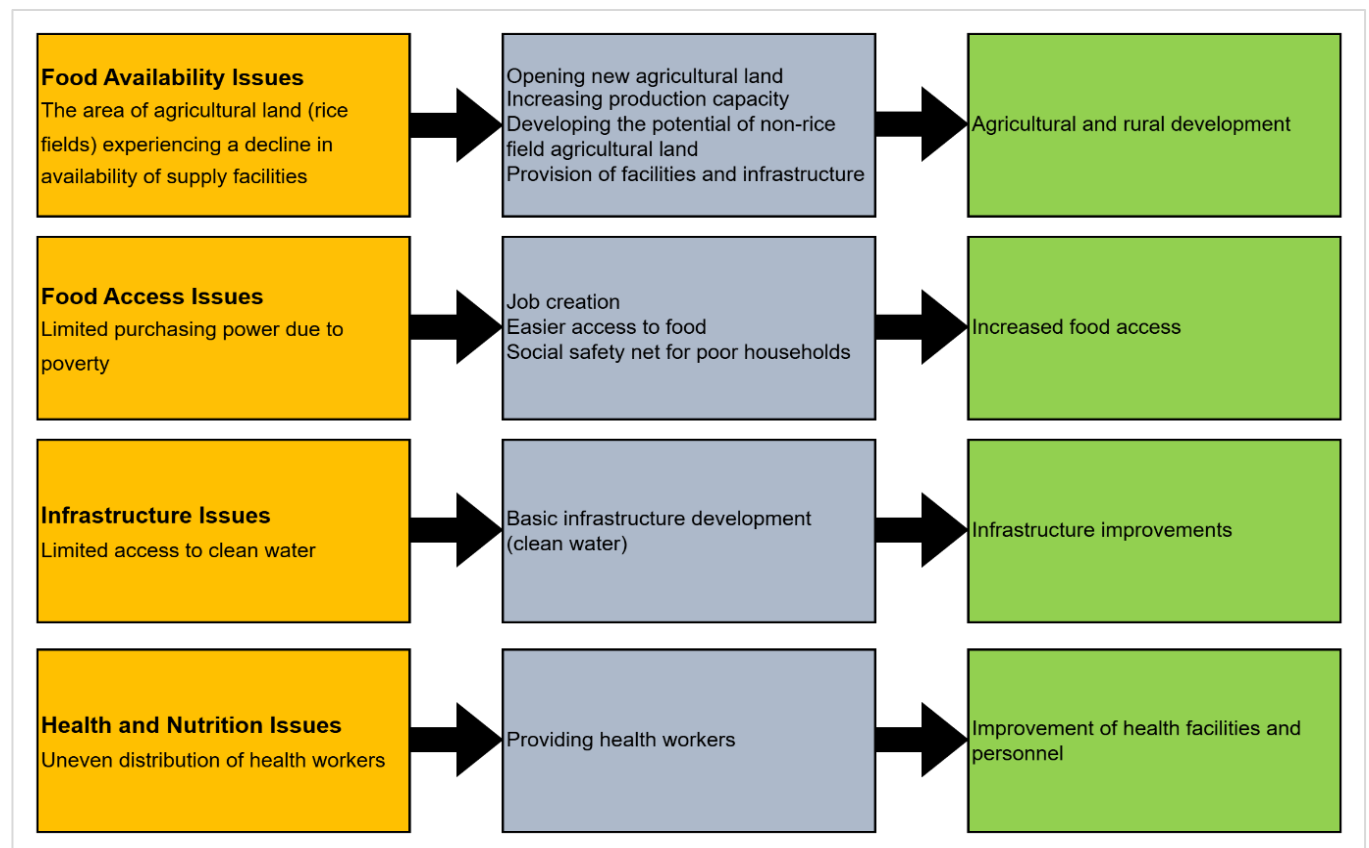 Food Availability Issues
The area of agricultural land (rice
fields) experiencing a decline in
availability of supply facilities
Opening new agricultural land
Increasing production capacity
Developing the potential of non-rice
field agricultural land
Provision of facilities and infrastructure
Agricultural and rural development
Food Access Issues
Limited purchasing power due to
poverty
Job creation
Easier access to food
Social safety net for poor households
Increased food access
Infrastructure Issues
Limited access to clean water
Basic infrastructure development
(clean water)
Infrastructure improvements
Health and Nutrition Issues
Uneven distribution of health workers
Providing health workers
Improvement of health facilities and
personnel